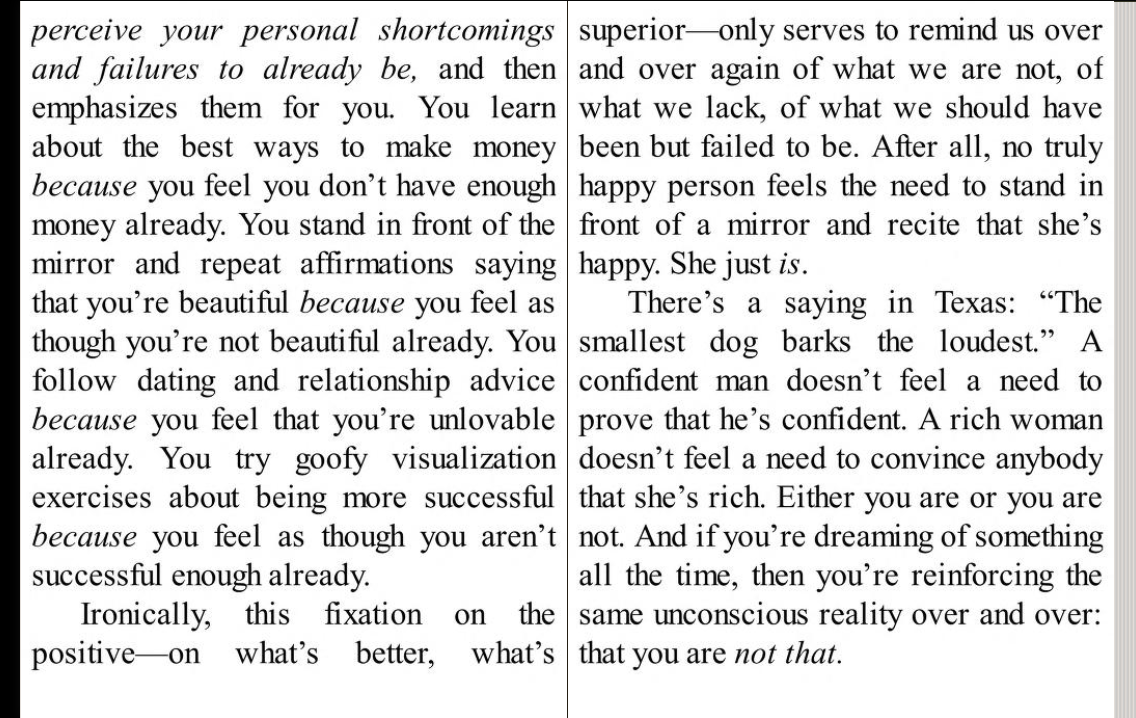 perceive your personal shortcomings
and failures to already be, and then
emphasizes them for you. You learn
about the best ways to make money
because you feel you don’t have enough
money already. You stand in front of the
mirror and repeat affirmations saying
that you’re beautiful because you feel as
though you’re not beautiful already. You
follow dating and relationship advice
because you feel that you’re unlovable
already. You try goofy visualization
exercises about being more successful
because you feel as though you aren’t
successful enough already.
Ironically, this fixation on the
positive—on what’s better, what’s
superior—only serves to remind us over
and over again of what we are not, of
what we lack, of what we should have
been but failed to be. After all, no truly
happy person feels the need to stand in
front of a mirror and recite that she’s
happy. She just is.
There’s a saying in Texas: “The
smallest dog barks the loudest.” A
confident man doesn’t feel a need to
prove that he’s confident. A rich woman
doesn’t feel a need to convince anybody
that she’s rich. Either you are or you are
not. And if you’re dreaming of something
all the time, then you’re reinforcing the
same unconscious reality over and over:
that you are not that.